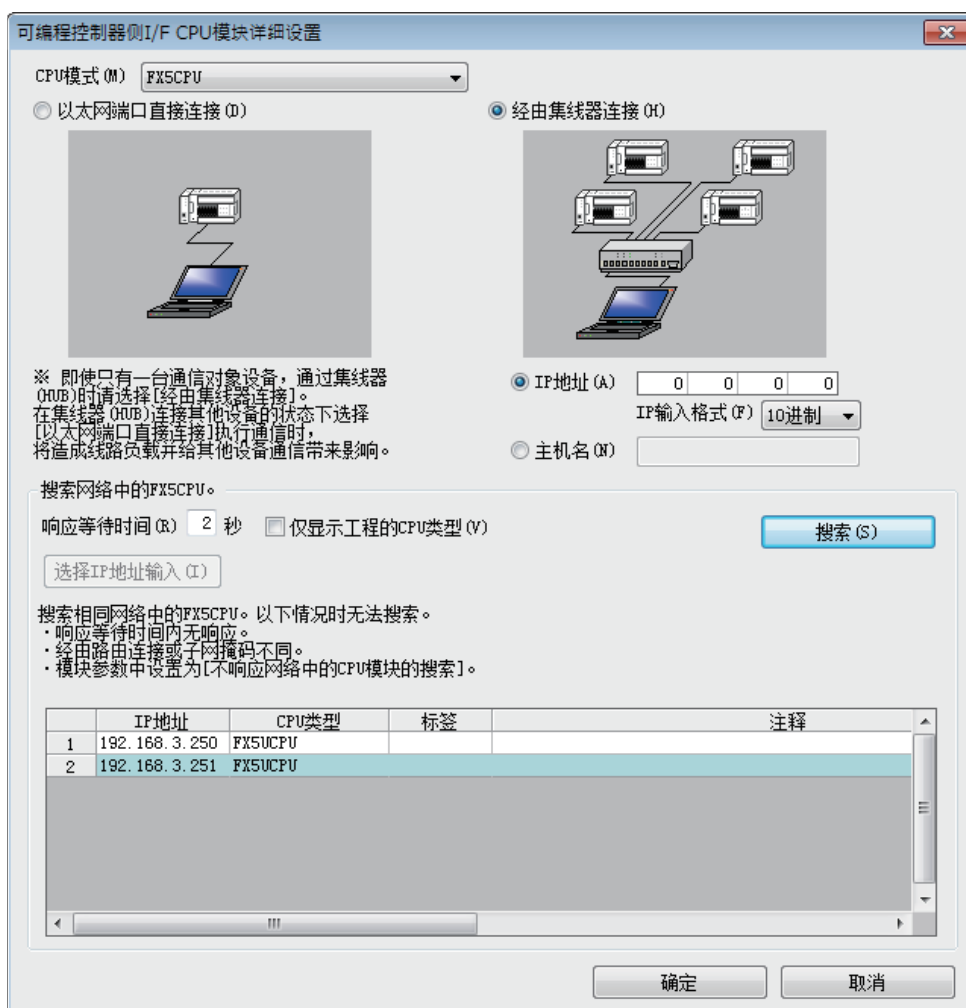 可编程控制器侧I/F CPU模块详细设置
CPU模式(M) FX5CPU
以太网端口直接连接(D) 经由集线器连接(H)
※ 即使只有一台通信对象设备，通过集线器
(HUB)时请选择[经由集线器连接]。
在集线器(HUB)连接其他设备的状态下选择
[以太网端口直接连接]执行通信时，
将造成线路负载并给其他设备通信带来影响。
IP地址(A) 0 0 0 0
IP输入格式(F) 10进制
主机名(N)
搜索网络中的FX5CPU。
响应等待时间(R) 2 秒 仅显示工程的CPU类型(V) 搜索(S)
选择IP地址输入(I)
搜索相同网络中的FX5CPU。以下情况时无法搜索。
・响应等待时间内无响应。
・经由路由连接或子网掩码不同。
・模块参数中设置为[不响应网络中的CPU模块的搜索]。
IP地址 CPU类型 标签 注释
1 192.168.3.250 FX5UCPU
2 192.168.3.251 FX5UCPU
确定 取消